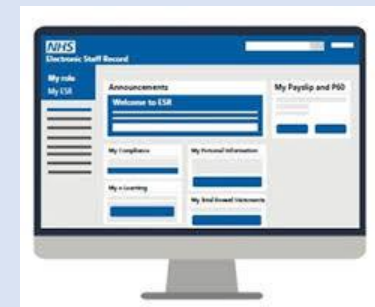 NHS
Electronic Staff Record
My role
My ESR
Announcements
Welcome to ESR
My Payslip and P60
My Compliance
My Personal Information
My e-Learning
My Total Reward Statements